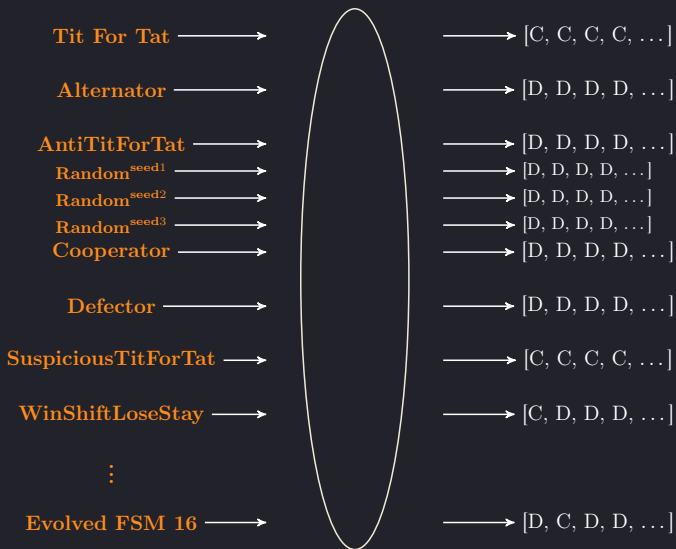 Tit For Tat [C, C, C, C, ...]
Alternator [D, D, D, D, ...]
AntiTitForTat [D, D, D, D, ...]
Random^seed1 [D, D, D, D, ...]
Random^seed2 [D, D, D, D, ...]
Random^seed3 [D, D, D, D, ...]
Cooperator [D, D, D, D, ...]
Defector [D, D, D, D, ...]
SuspiciousTitForTat [C, C, C, C, ...]
WinShiftLoseStay [C, D, D, D, ...]
⋮
Evolved FSM 16 [D, C, D, D, ...]